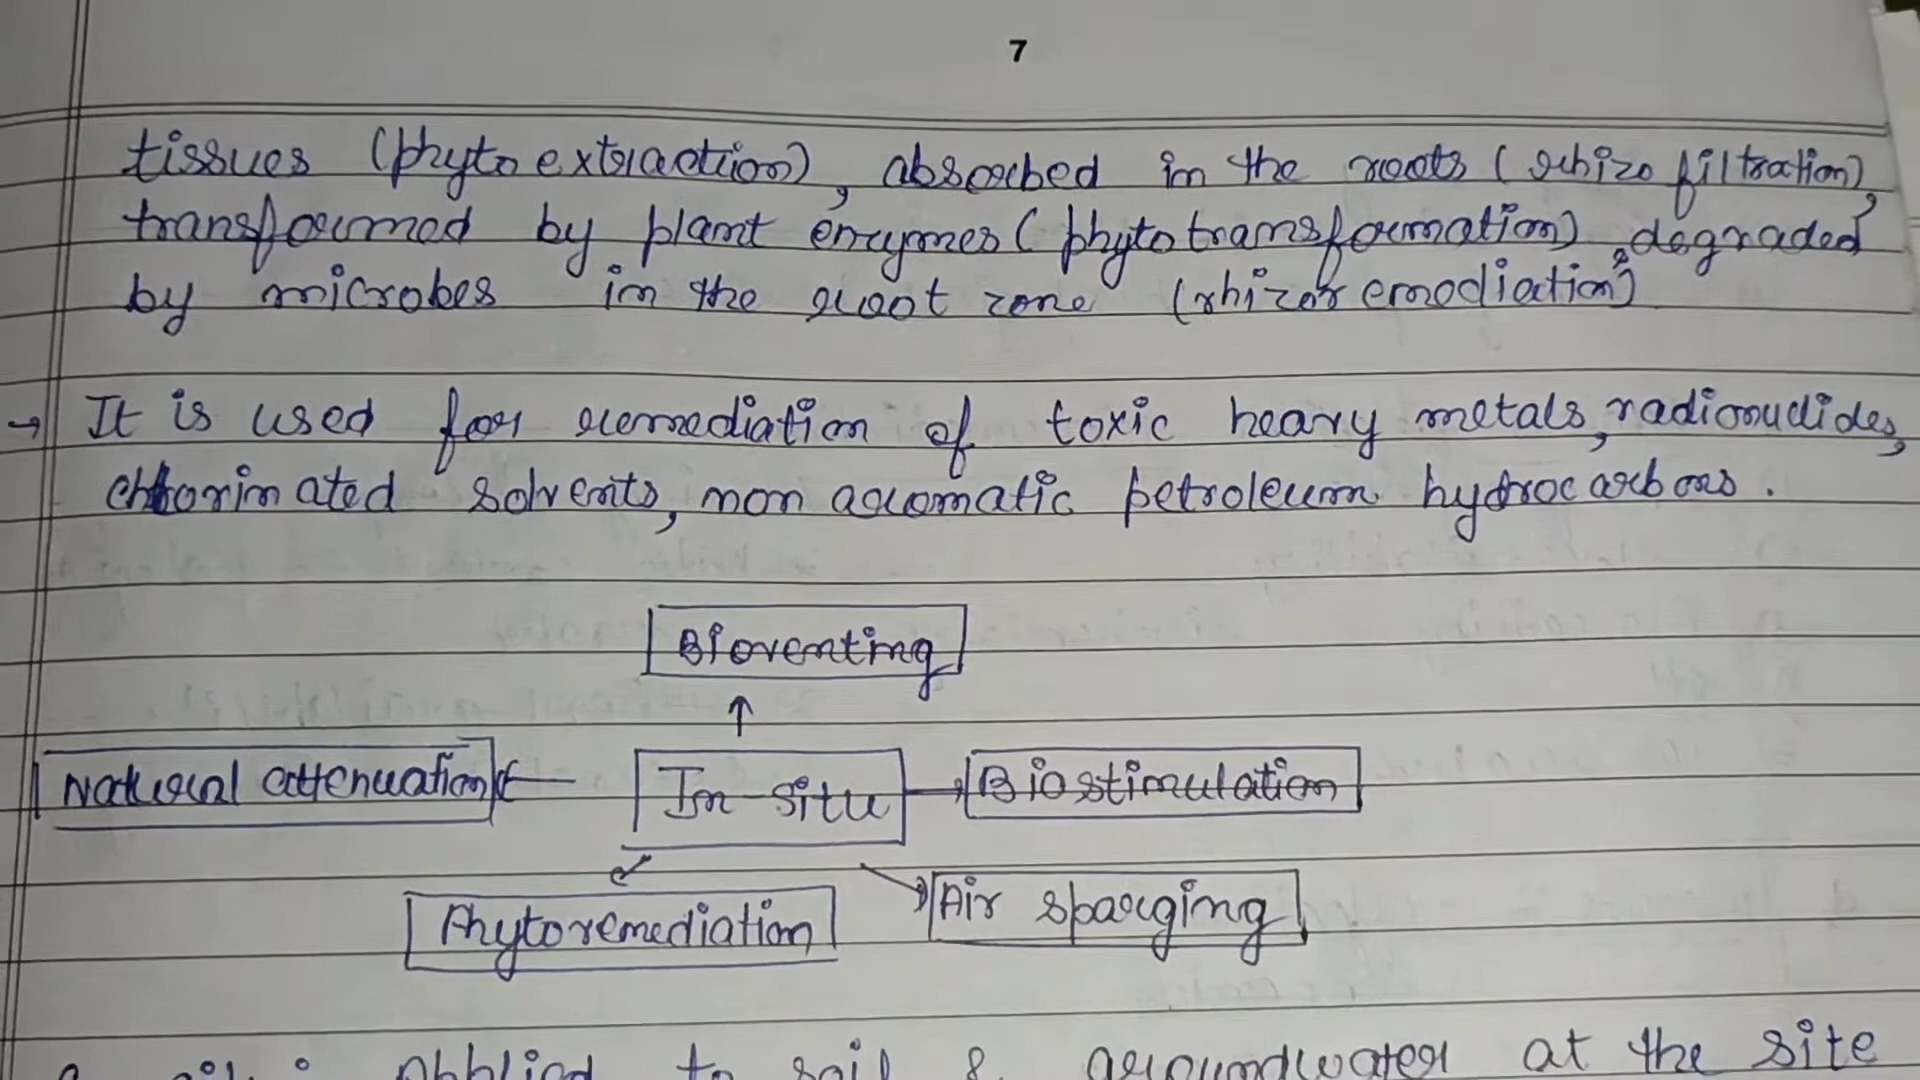 7
tissues (phytoextraction), absorbed in the roots (rhizofiltration),
transformed by plant enzymes (phytotransformation), degraded
by microbes in the root zone (rhizoremediation)
→ It is used for remediation of toxic heavy metals, radionuclides,
chlorinated solvents, non aromatic petroleum hydrocarbons.
Bioventing
↑
Natural attenuation ← In-situ → Biostimulation
Phytoremediation
Air sparging
applied to soil & groundwater at the site